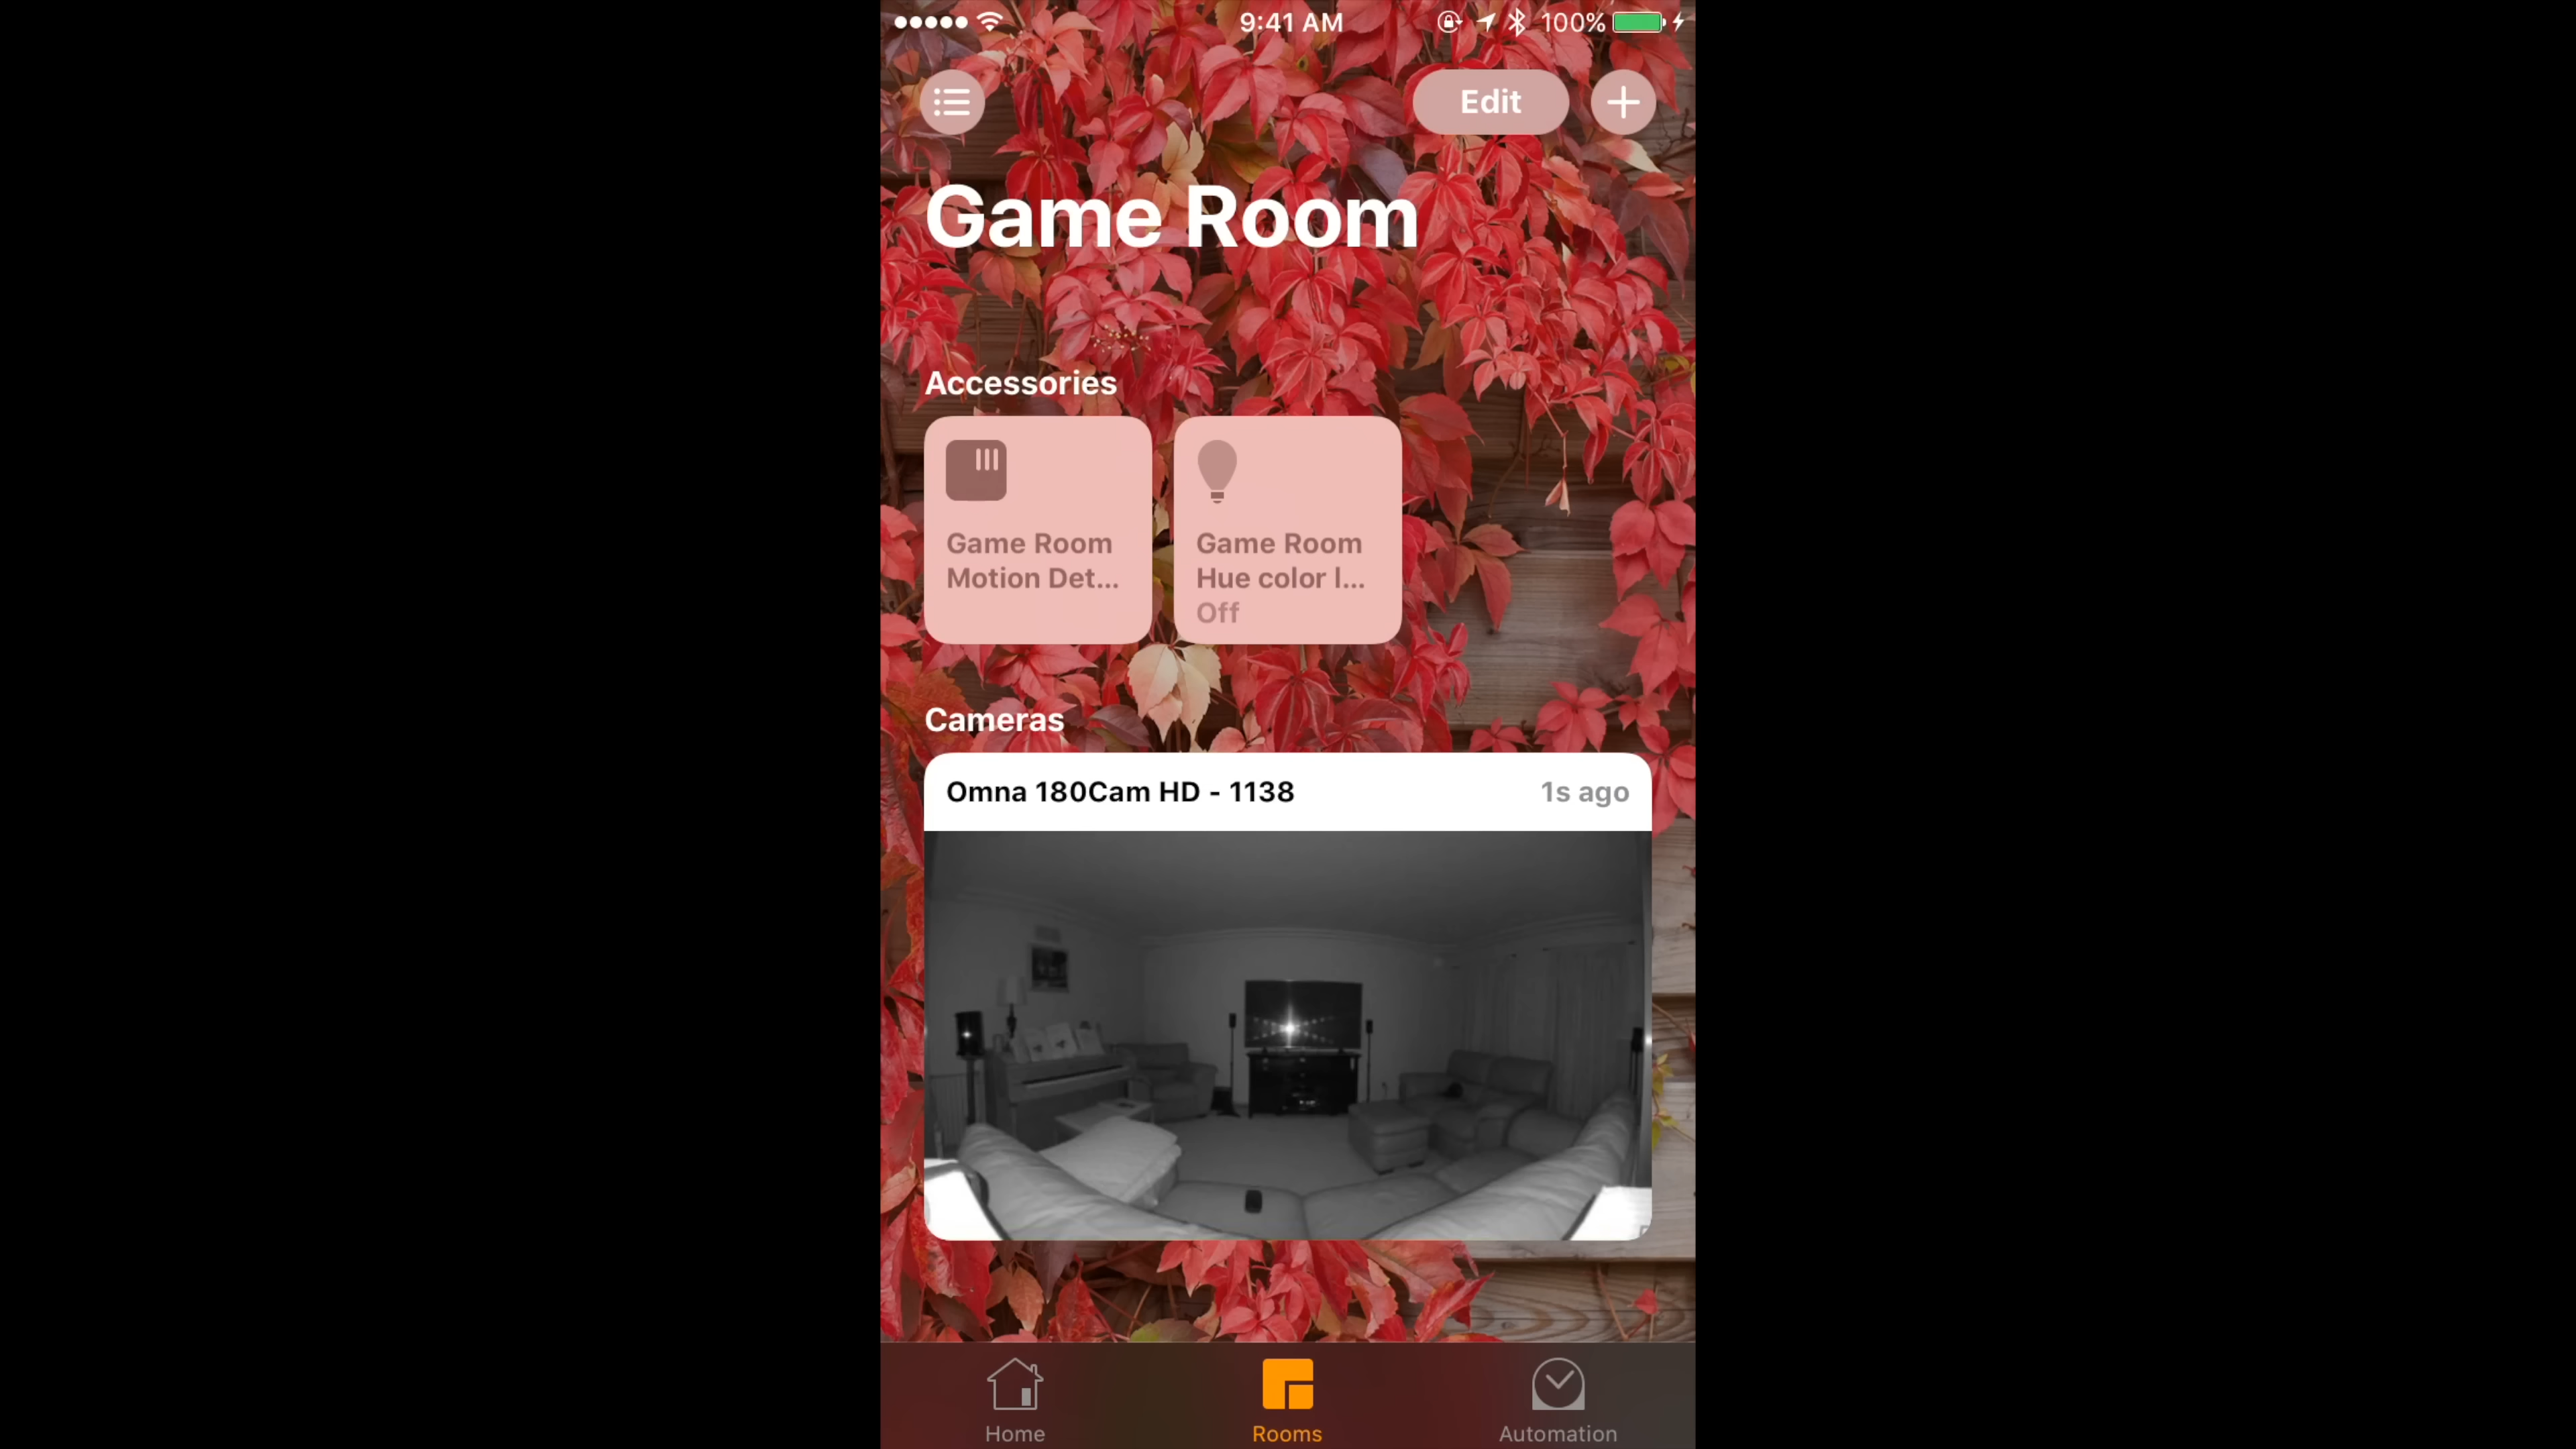 9:41 AM
100%
Edit
Game Room
Accessories
Game Room
Motion Det...
Game Room
Hue color l...
Off
Cameras
Omna 180Cam HD - 1138
1s ago
Home
Rooms
Automation